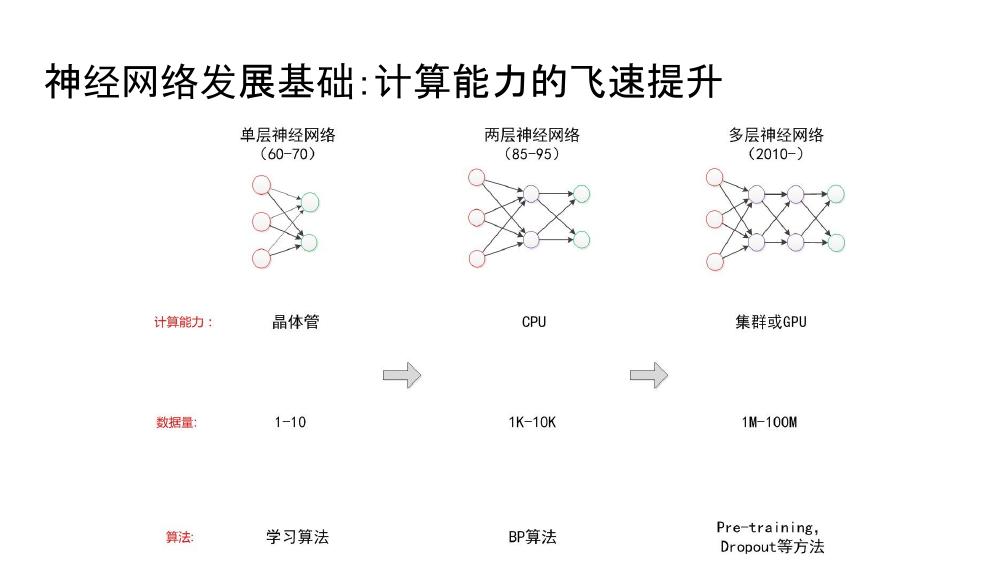 神经网络发展基础:计算能力的飞速提升
单层神经网络
（60-70）
两层神经网络
（85-95）
多层神经网络
（2010-）
计算能力：
晶体管
CPU
集群或GPU
数据量:
1-10
1K-10K
1M-100M
算法:
学习算法
BP算法
Pre-training,
Dropout等方法